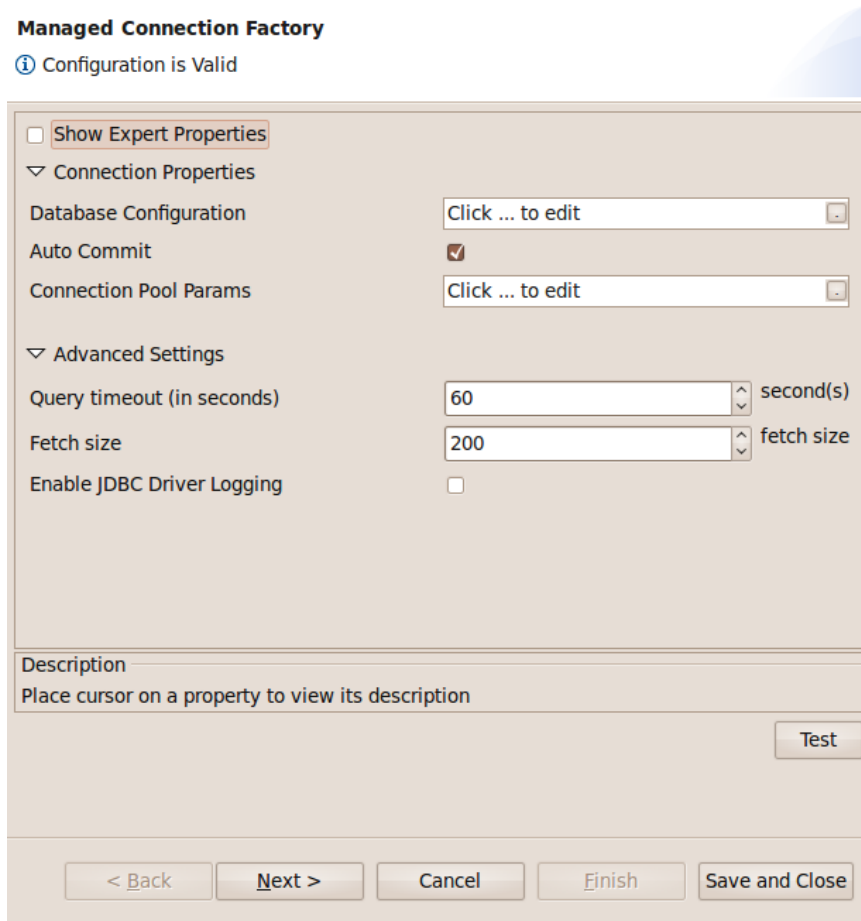 Managed Connection Factory
Configuration is Valid
Show Expert Properties
Connection Properties
Database Configuration Click ... to edit .
Auto Commit
Connection Pool Params Click ... to edit .
Advanced Settings
Query timeout (in seconds) 60 second(s)
Fetch size 200 fetch size
Enable JDBC Driver Logging
Description
Place cursor on a property to view its description
Test
< Back Next > Cancel Finish Save and Close